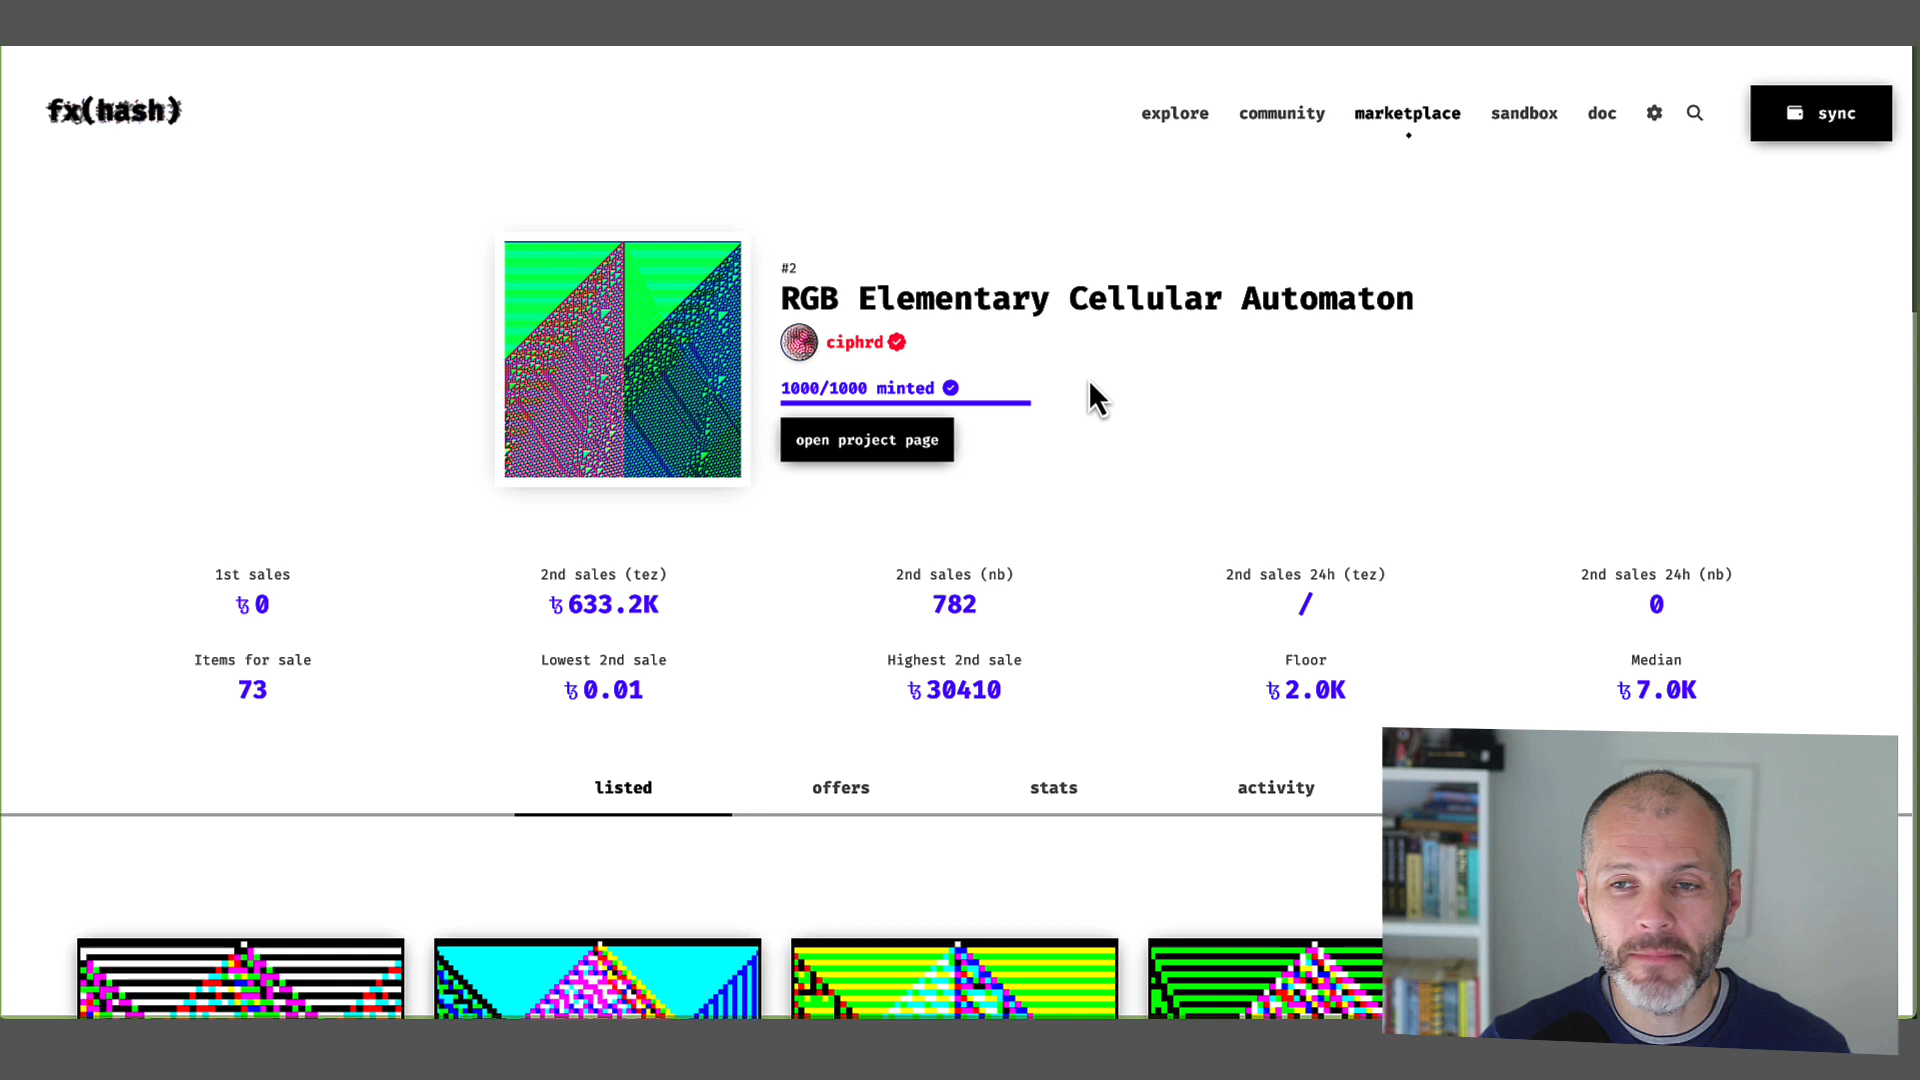 fx(hash)
explore community marketplace sandbox doc sync
#2
RGB Elementary Cellular Automaton
ciphrd
1000/1000 minted
open project page
1st sales 2nd sales (tez) 2nd sales (nb) 2nd sales 24h (tez) 2nd sales 24h (nb)
ꜩ 0 ꜩ 633.2K 782 / 0
Items for sale Lowest 2nd sale Highest 2nd sale Floor Median
73 ꜩ 0.01 ꜩ 30410 ꜩ 2.0K ꜩ 7.0K
listed offers stats activity